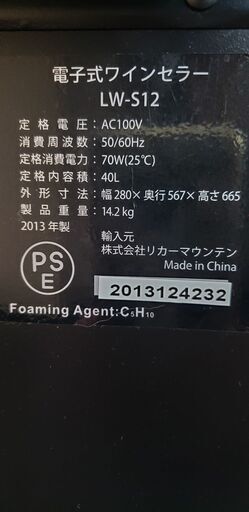 電子式ワインセラー
LW-S12
定格電圧：AC100V
消費周波数：50/60Hz
定格消費電力：70W(25℃)
定格内容積：40L
外形寸法：幅280×奥行567×高さ665
製品重量：14.2kg
2013年製
輸入元
株式会社リカーマウンテン
Made in China
PS
E
2013124232
Foaming Agent:C₅H₁₀